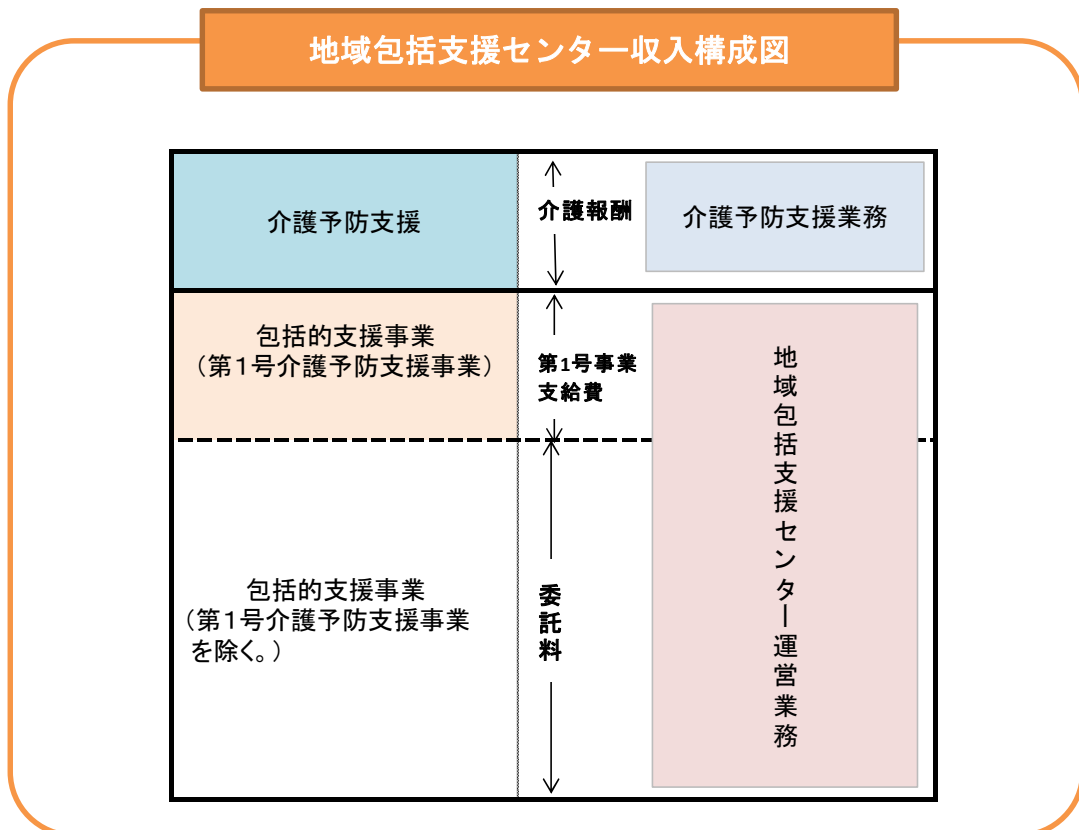 地域包括支援センター収入構成図
介護予防支援
介護報酬
介護予防支援業務
包括的支援事業
（第１号介護予防支援事業）
第1号事業
支給費
包括的支援事業
（第１号介護予防支援事業
を除く。）
委託料
地域包括支援センター運営業務